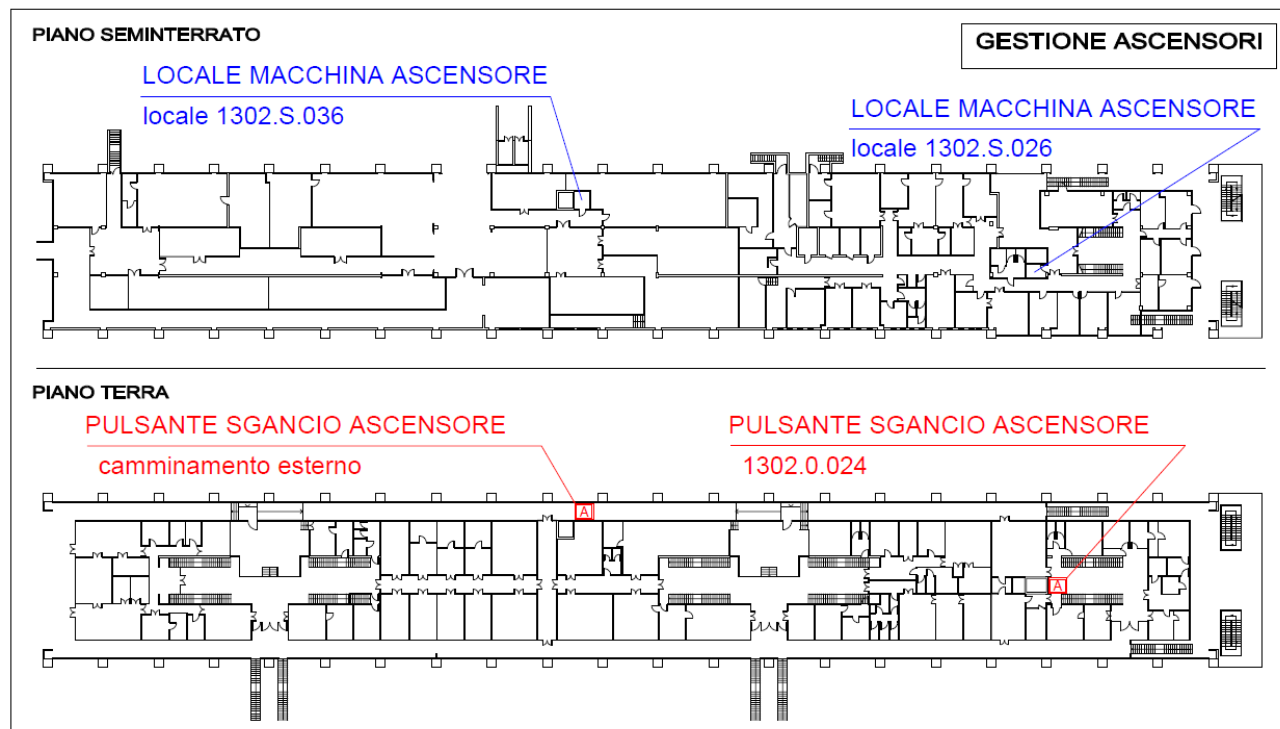 PIANO SEMINTERRATO
GESTIONE ASCENSORI
LOCALE MACCHINA ASCENSORE
locale 1302.S.036
LOCALE MACCHINA ASCENSORE
locale 1302.S.026
PIANO TERRA
PULSANTE SGANCIO ASCENSORE
camminamento esterno
PULSANTE SGANCIO ASCENSORE
1302.0.024
A
A